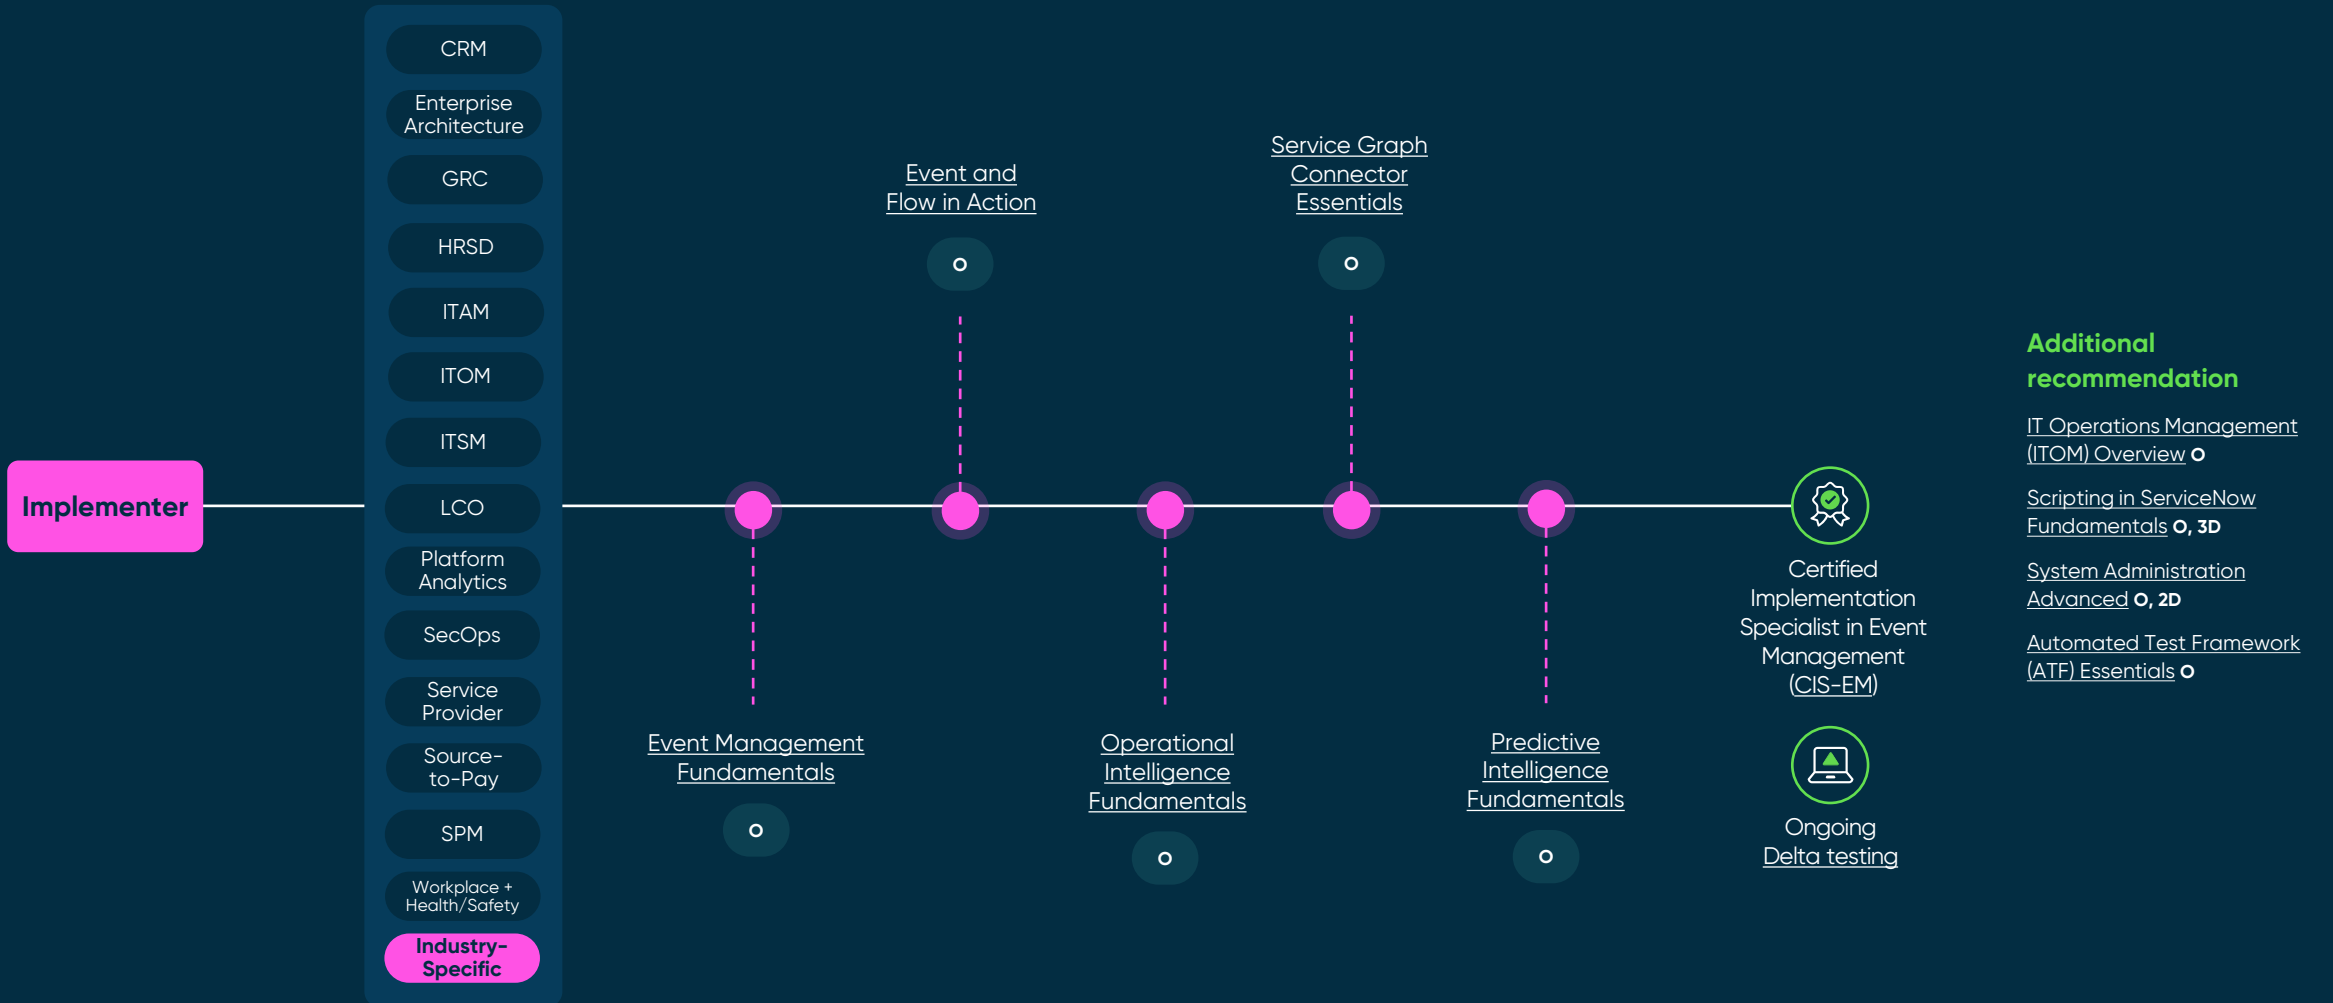 Implementer
CRM
Enterprise
Architecture
GRC
HRSD
ITAM
ITOM
ITSM
LCO
Platform
Analytics
SecOps
Service
Provider
Source-
to-Pay
SPM
Workplace +
Health/Safety
Industry-
Specific
Event Management
Fundamentals
O
Event and
Flow in Action
O
Operational
Intelligence
Fundamentals
O
Service Graph
Connector
Essentials
O
Predictive
Intelligence
Fundamentals
O
Certified
Implementation
Specialist in Event
Management
(CIS-EM)
Ongoing
Delta testing
Additional
recommendation
IT Operations Management
(ITOM) Overview O
Scripting in ServiceNow
Fundamentals O, 3D
System Administration
Advanced O, 2D
Automated Test Framework
(ATF) Essentials O